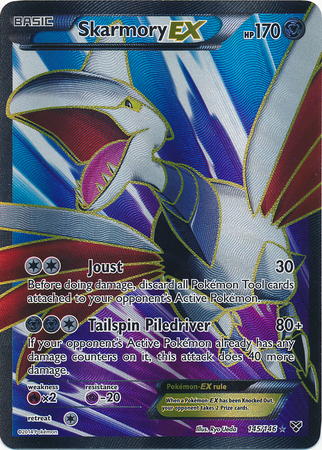 BASIC
Skarmory EX HP170
Joust 30
Before doing damage, discard all Pokémon Tool cards
attached to your opponent's Active Pokémon.
Tailspin Piledriver 80+
If your opponent's Active Pokémon already has any
damage counters on it, this attack does 40 more
damage.
weakness resistance
×2 -20
Pokémon-EX rule
When a Pokémon-EX has been Knocked Out,
your opponent takes 2 Prize cards.
retreat
©2014 Pokémon Illus. Ryo Ueda 145/146